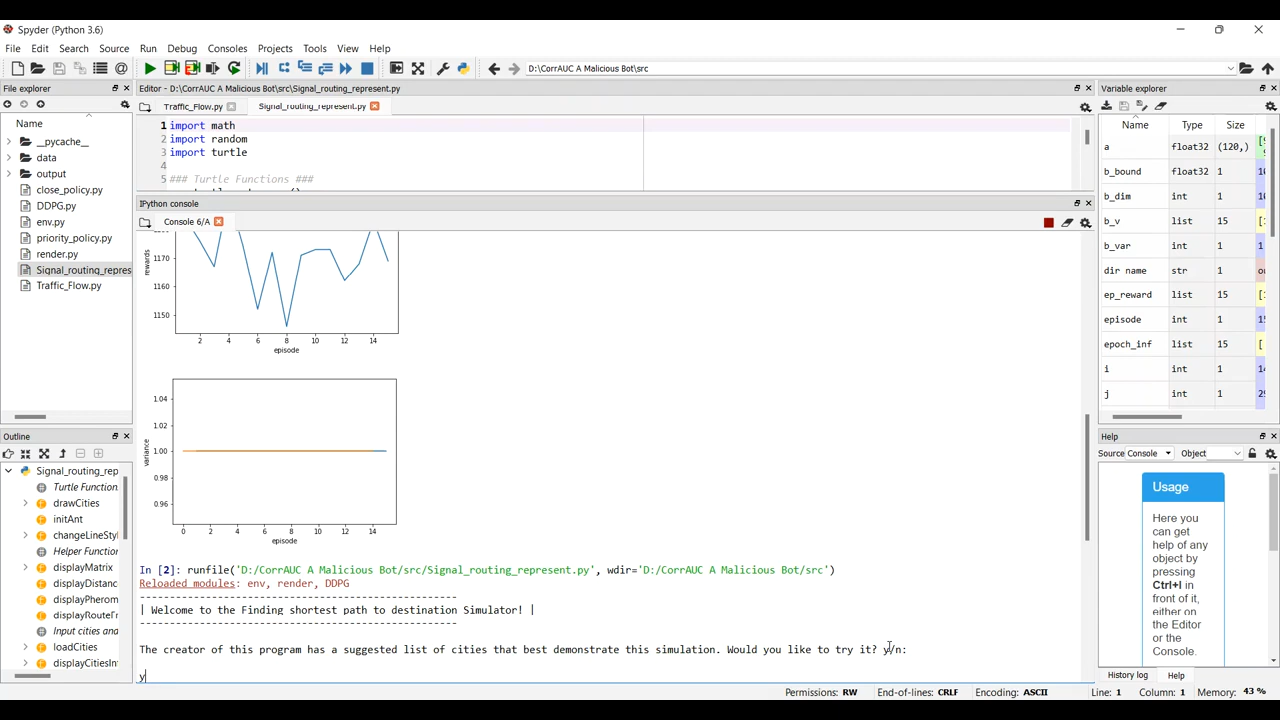 Spyder (Python 3.6)
File Edit Search Source Run Debug Consoles Projects Tools View Help
D:\CorrAUC A Malicious Bot\src
File explorer
Name
__pycache__
data
output
close_policy.py
DDPG.py
env.py
priority_policy.py
render.py
Signal_routing_repres
Traffic_Flow.py
Outline
Signal_routing_rep
Turtle Function
drawCities
initAnt
changeLineStyl
Helper Function
displayMatrix
displayDistanc
displayPherom
displayRouteFr
Input cities and
loadCities
displayCitiesInf
Editor - D:\CorrAUC A Malicious Bot\src\Signal_routing_represent.py
Traffic_Flow.py Signal_routing_represent.py
1 import math
2 import random
3 import turtle
4
5 ### Turtle Functions ###
IPython console
Console 6/A
rewards
1170
1160
1150
2 4 6 8 10 12 14
episode
variance
1.04
1.02
1.00
0.98
0.96
0 2 4 6 8 10 12 14
episode
In [2]: runfile('D:/CorrAUC A Malicious Bot/src/Signal_routing_represent.py', wdir='D:/CorrAUC A Malicious Bot/src')
Reloaded modules: env, render, DDPG
----------------------------------------------------
| Welcome to the Finding shortest path to destination Simulator! |
----------------------------------------------------
The creator of this program has a suggested list of cities that best demonstrate this simulation. Would you like to try it? y/n:
y
Variable explorer
Name Type Size
a float32 (120,)
b_bound float32 1
b_dim int 1
b_v list 15
b_var int 1
dir name str 1
ep_reward list 15
episode int 1
epoch_inf list 15
i int 1
j int 1
Help
Source Console Object
Usage
Here you
can get
help of any
object by
pressing
Ctrl+I in
front of it,
either on
the Editor
or the
Console.
History log Help
Permissions: RW End-of-lines: CRLF Encoding: ASCII Line: 1 Column: 1 Memory: 43 %